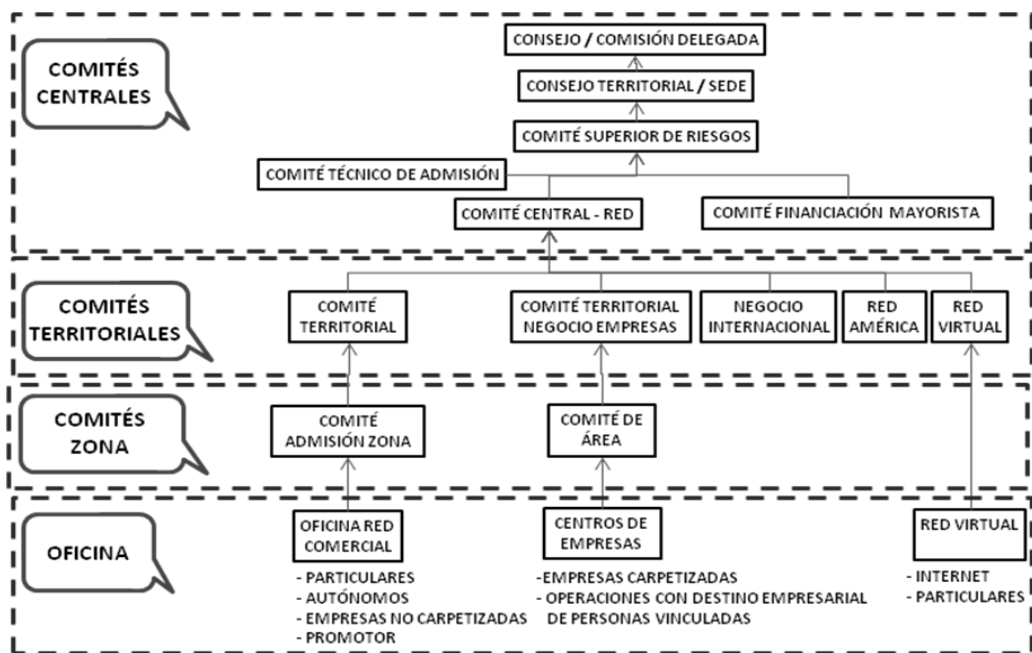 COMITÉS
CENTRALES
CONSEJO / COMISIÓN DELEGADA
CONSEJO TERRITORIAL / SEDE
COMITÉ SUPERIOR DE RIESGOS
COMITÉ TÉCNICO DE ADMISIÓN
COMITÉ CENTRAL - RED
COMITÉ FINANCIACIÓN MAYORISTA
COMITÉS
TERRITORIALES
COMITÉ
TERRITORIAL
COMITÉ TERRITORIAL
NEGOCIO EMPRESAS
NEGOCIO
INTERNACIONAL
RED
AMÉRICA
RED
VIRTUAL
COMITÉS
ZONA
COMITÉ
ADMISIÓN ZONA
COMITÉ DE
ÁREA
OFICINA
OFICINA RED
COMERCIAL
- PARTICULARES
- AUTÓNOMOS
- EMPRESAS NO CARPETIZADAS
- PROMOTOR
CENTROS DE
EMPRESAS
-EMPRESAS CARPETIZADAS
- OPERACIONES CON DESTINO EMPRESARIAL
DE PERSONAS VINCULADAS
RED VIRTUAL
- INTERNET
- PARTICULARES